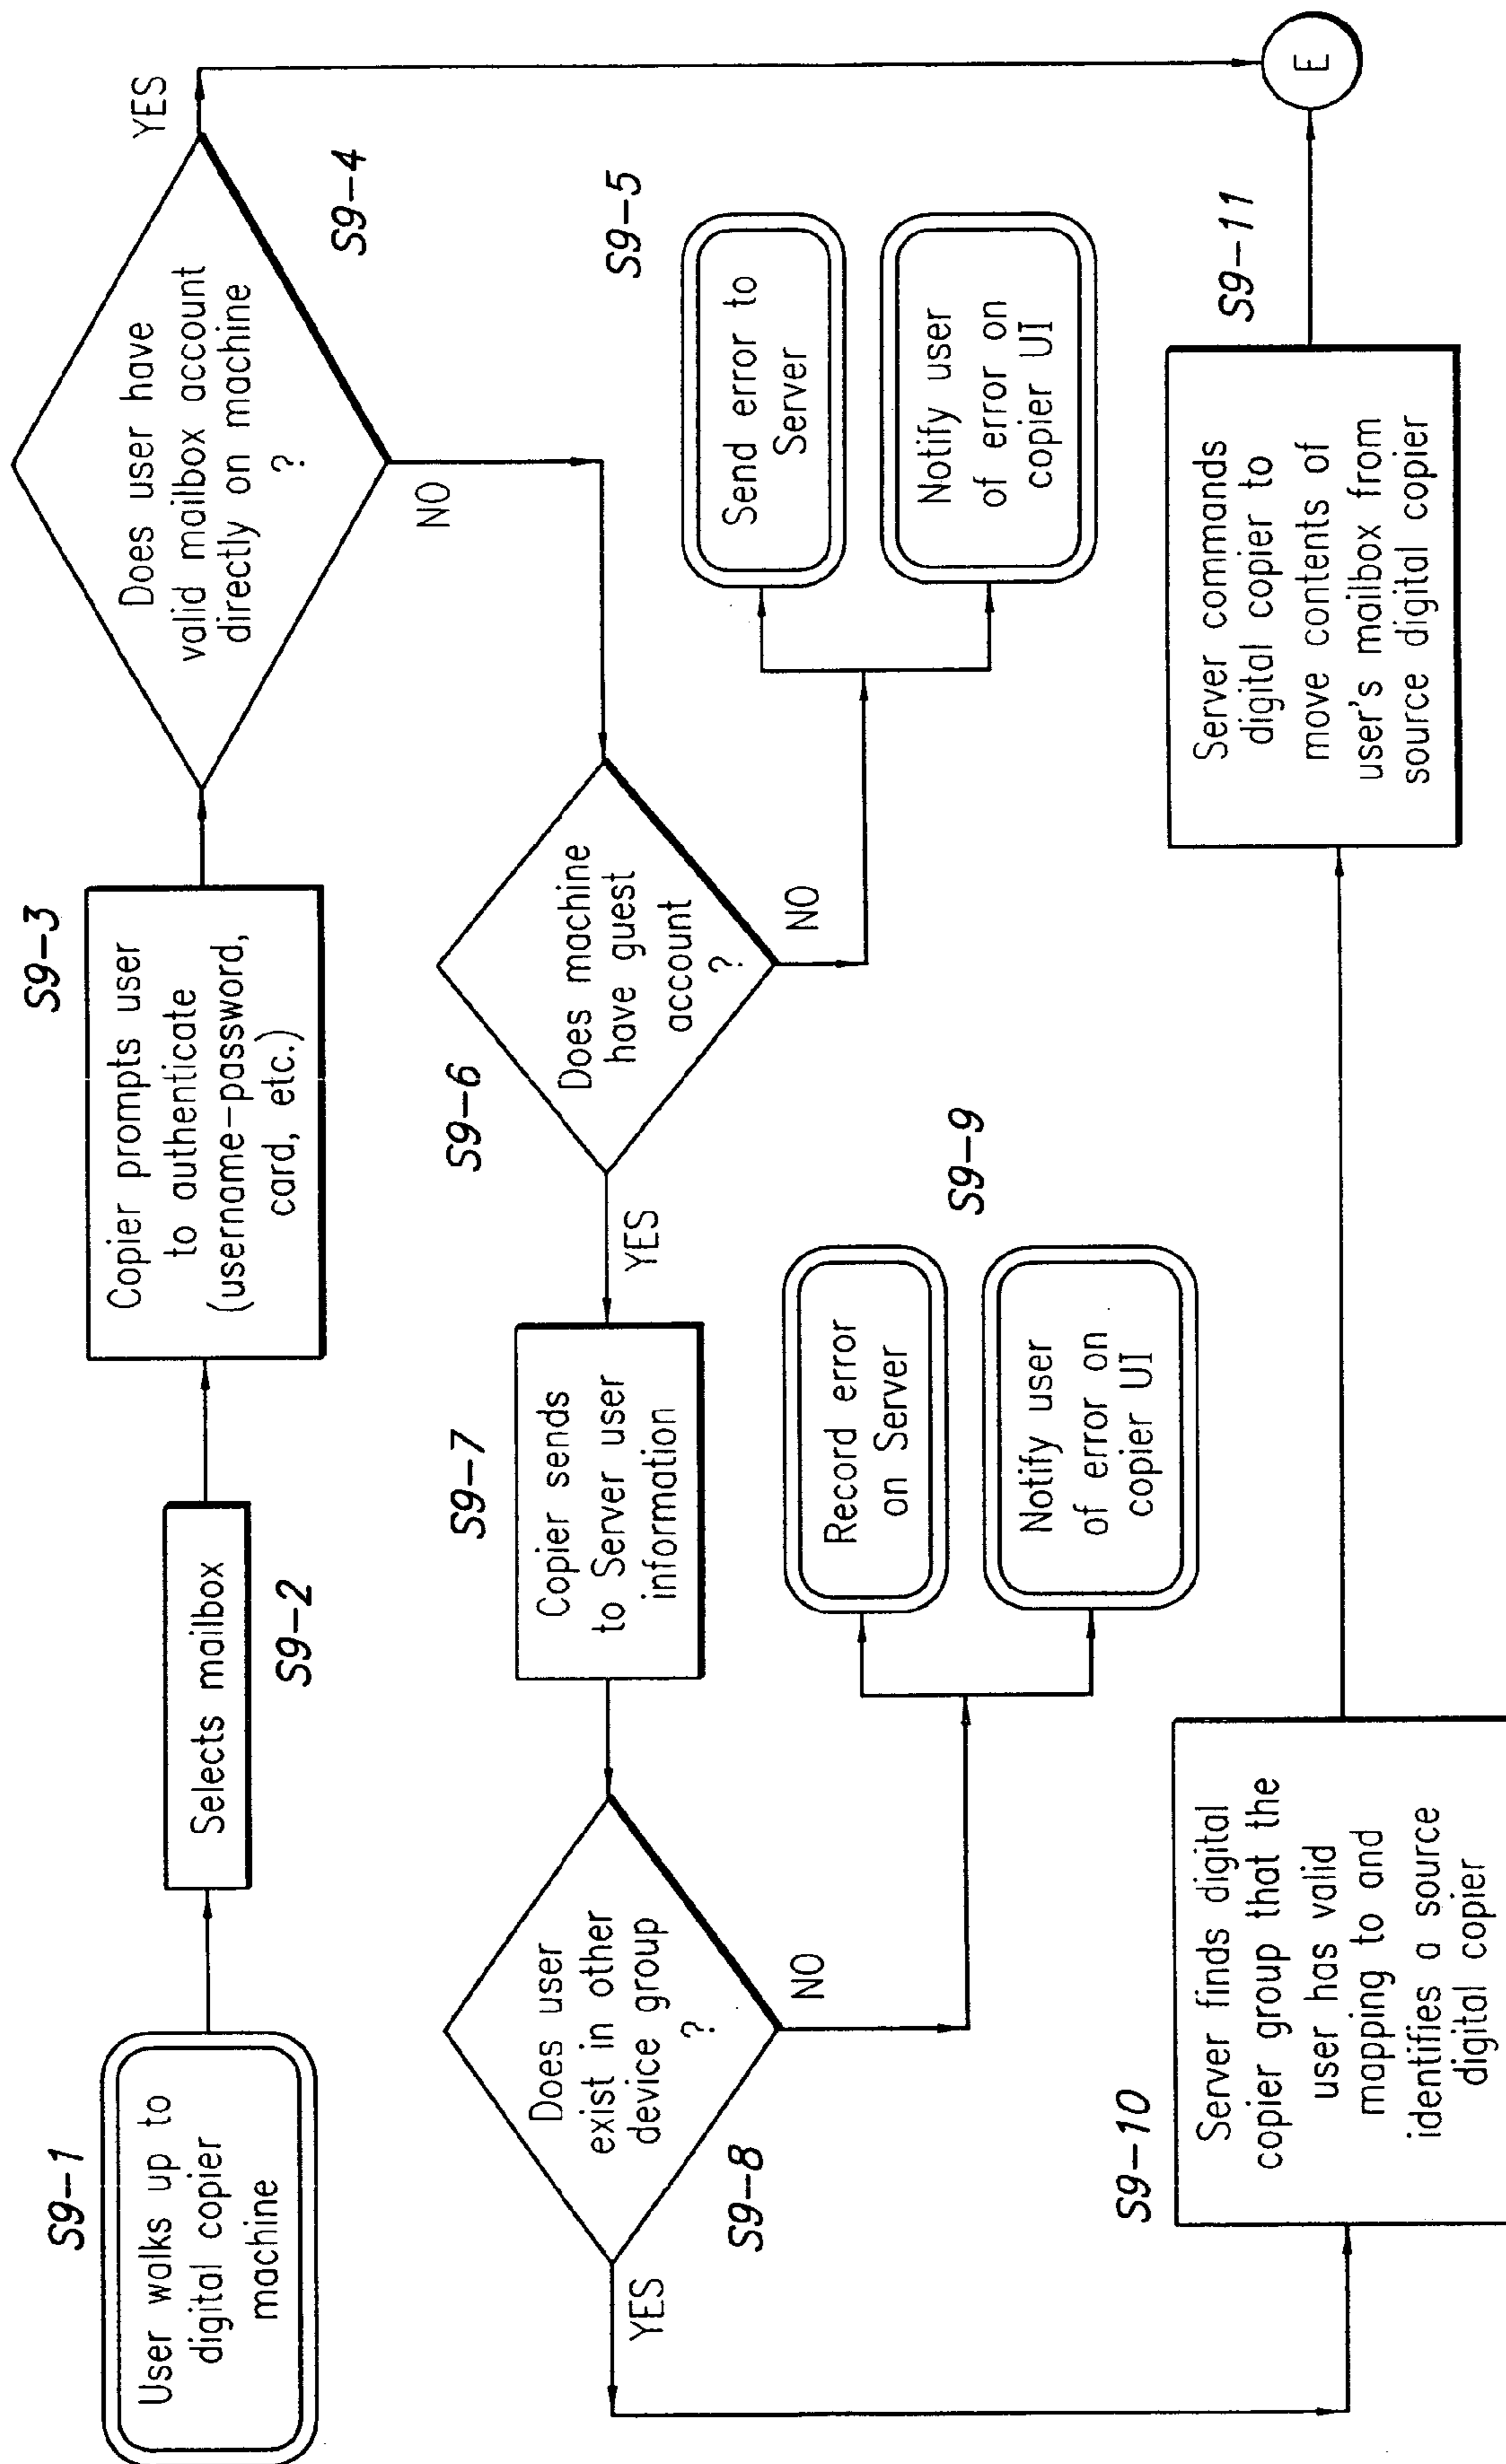 S9-1
User walks up to
digital copier
machine
Selects mailbox
S9-2
S9-3
Copier prompts user
to authenticate
(username-password,
card, etc.)
Does user have
valid mailbox account
directly on machine
?
S9-4
YES
NO
S9-6
Does machine
have guest
account
?
YES
NO
S9-5
Send error to
Server
Notify user
of error on
copier UI
S9-7
Copier sends
to Server user
information
Does user
exist in other
device group
?
S9-8
YES
NO
S9-9
Record error
on Server
Notify user
of error on
copier UI
S9-10
Server finds digital
copier group that the
user has valid
mapping to and
identifies a source
digital copier
S9-11
Server commands
digital copier to
move contents of
user's mailbox from
source digital copier
E